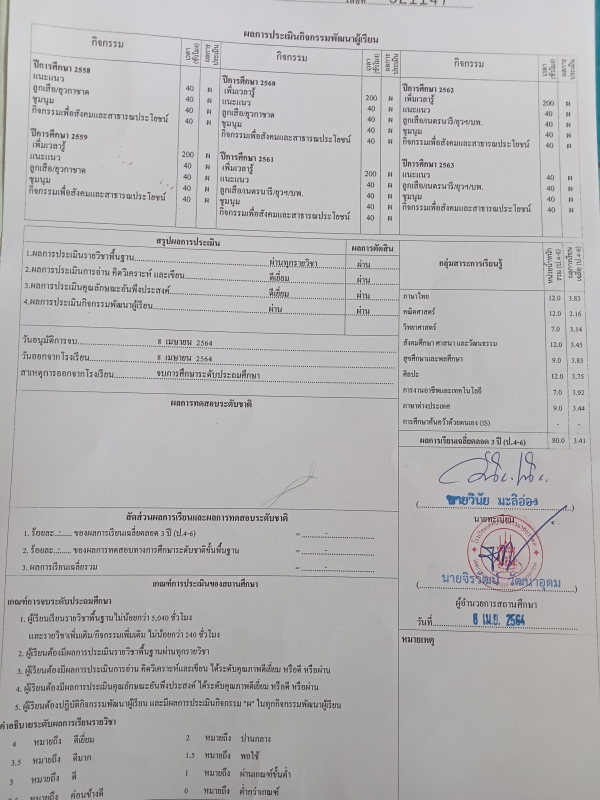 เลขที่
ผลการประเมินกิจกรรมพัฒนาผู้เรียน
กิจกรรม เวลา (ชั่วโมง) ผลการประเมิน
ปีการศึกษา 2558
แนะแนว 40 ผ
ลูกเสือ/ยุวกาชาด 40 ผ
ชุมนุม 40 ผ
กิจกรรมเพื่อสังคมและสาธารณประโยชน์ 40 ผ
ปีการศึกษา 2559
เพิ่มเวลารู้ 200 ผ
แนะแนว 40 ผ
ลูกเสือ/ยุวกาชาด 40 ผ
ชุมนุม 40 ผ
กิจกรรมเพื่อสังคมและสาธารณประโยชน์ 40 ผ
กิจกรรม เวลา (ชั่วโมง) ผลการประเมิน
ปีการศึกษา 2560
เพิ่มเวลารู้ 200 ผ
แนะแนว 40 ผ
ลูกเสือ/ยุวกาชาด 40 ผ
ชุมนุม 40 ผ
กิจกรรมเพื่อสังคมและสาธารณประโยชน์ 40 ผ
ปีการศึกษา 2561
เพิ่มเวลารู้ 200 ผ
แนะแนว 40 ผ
ลูกเสือ/เนตรนารี/ยุวฯ/บพ. 40 ผ
ชุมนุม 40 ผ
กิจกรรมเพื่อสังคมและสาธารณประโยชน์ 40 ผ
กิจกรรม เวลา (ชั่วโมง) ผลการประเมิน
ปีการศึกษา 2562
เพิ่มเวลารู้ 200 ผ
แนะแนว 40 ผ
ลูกเสือ/เนตรนารี/ยุวฯ/บพ. 40 ผ
ชุมนุม 40 ผ
กิจกรรมเพื่อสังคมและสาธารณประโยชน์ 40 ผ
ปีการศึกษา 2563
แนะแนว 40 ผ
ลูกเสือ/เนตรนารี/ยุวฯ/บพ. 40 ผ
ชุมนุม 40 ผ
กิจกรรมเพื่อสังคมและสาธารณประโยชน์ 40 ผ
สรุปผลการประเมิน ผลการตัดสิน
1.ผลการประเมินรายวิชาพื้นฐาน ผ่านทุกรายวิชา ผ่าน
2.ผลการประเมินการอ่าน คิดวิเคราะห์ และเขียน ดีเยี่ยม ผ่าน
3.ผลการประเมินคุณลักษณะอันพึงประสงค์ ดีเยี่ยม ผ่าน
4.ผลประเมินกิจกรรมพัฒนาผู้เรียน ผ่าน ผ่าน
วันอนุมัติการจบ 8 เมษายน 2564
วันออกจากโรงเรียน 8 เมษายน 2564
สาเหตุการออกจากโรงเรียน จบการศึกษาระดับประถมศึกษา
ผลการทดสอบระดับชาติ
สัดส่วนผลการเรียนและผลการทดสอบระดับชาติ
1. ร้อยละ..-.. ของผลการเรียนเฉลี่ยตลอด 3 ปี (ป.4-6) = -
2. ร้อยละ..-.. ของผลการทดสอบทางการศึกษาระดับชาติขั้นพื้นฐาน = -
3. ผลการเรียนเฉลี่ยรวม = -
เกณฑ์การประเมินของสถานศึกษา
เกณฑ์การจบระดับประถมศึกษา
1. ผู้เรียนเรียนรายวิชาพื้นฐานไม่น้อยกว่า 5,040 ชั่วโมง
และรายวิชาเพิ่มเติม/กิจกรรมเพิ่มเติม ไม่น้อยกว่า 240 ชั่วโมง
2. ผู้เรียนต้องมีผลการประเมินรายวิชาพื้นฐานผ่านทุกรายวิชา
3. ผู้เรียนต้องมีผลการประเมินการอ่าน คิดวิเคราะห์และเขียน ได้ระดับคุณภาพดีเยี่ยม หรือดี หรือผ่าน
4. ผู้เรียนต้องมีผลการประเมินคุณลักษณะอันพึงประสงค์ ได้ระดับคุณภาพดีเยี่ยม หรือดี หรือผ่าน
5. ผู้เรียนต้องปฏิบัติกิจกรรมพัฒนาผู้เรียน และมีผลการประเมินกิจกรรม "ผ" ในทุกกิจกรรมพัฒนาผู้เรียน
คำอธิบายระดับผลการเรียนรายวิชา
4 หมายถึง ดีเยี่ยม 2 หมายถึง ปานกลาง
3.5 หมายถึง ดีมาก 1.5 หมายถึง พอใช้
3 หมายถึง ดี 1 หมายถึง ผ่านเกณฑ์ขั้นต่ำ
หมายถึง ค่อนข้างดี 0 หมายถึง ต่ำกว่าเกณฑ์
กลุ่มสาระการเรียนรู้ หน่วยน้ำหนักรวม (ป.4-6) ผลการเรียนเฉลี่ย (ป.4-6)
ภาษาไทย 12.0 3.83
คณิตศาสตร์ 12.0 2.16
วิทยาศาสตร์ 7.0 3.14
สังคมศึกษา ศาสนา และวัฒนธรรม 12.0 3.45
สุขศึกษาและพลศึกษา 9.0 3.83
ศิลปะ 12.0 3.75
การงานอาชีพและเทคโนโลยี 7.0 3.92
ภาษาต่างประเทศ 9.0 3.44
การศึกษาค้นคว้าด้วยตนเอง (IS) - -
ผลการเรียนเฉลี่ยตลอด 3 ปี (ป.4-6) 80.0 3.41
(นายวินัย มะลิอ่อง)
นายทะเบียน
(นายจิรวัฒน์ วัฒนาอุดม)
ผู้อำนวยการสถานศึกษา
วันที่ 8 เม.ย. 2564
หมายเหตุ